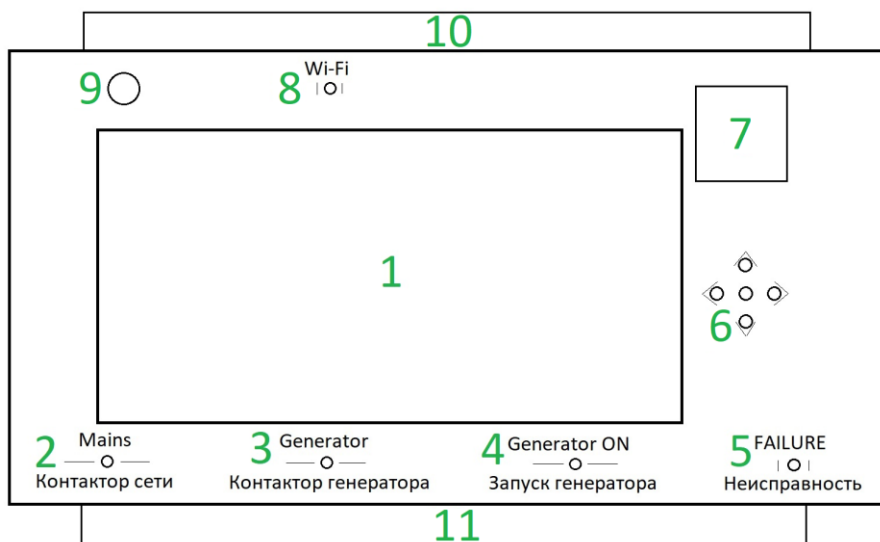 10
9
8 Wi-Fi
7
1
6
2 Mains
Контактор сети
3 Generator
Контактор генератора
4 Generator ON
Запуск генератора
5 FAILURE
Неисправность
11